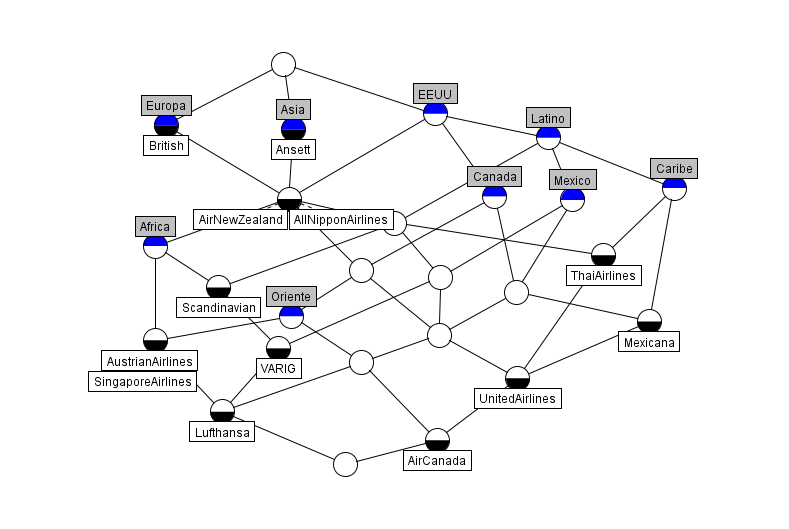 EEUU
Europa
Asia
Latino
British
Ansett
Caribe
Canada
Mexico
AirNewZealand
AllNipponAirlines
Africa
ThaiAirlines
Oriente
Scandinavian
Mexicana
AustrianAirlines
VARIG
SingaporeAirlines
UnitedAirlines
Lufthansa
AirCanada